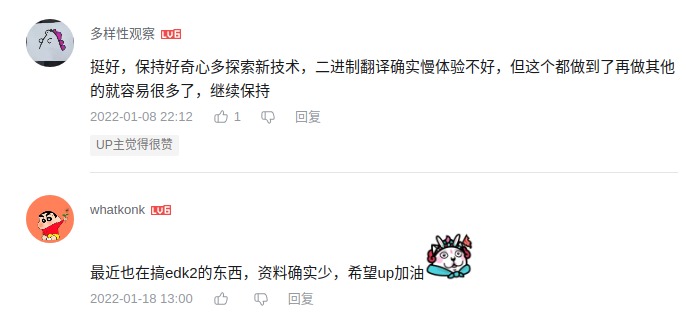 多样性观察 LV6
挺好，保持好奇心多探索新技术，二进制翻译确实慢体验不好，但这个都做到了再做其他
的就容易很多了，继续保持
2022-01-08 22:12 1 回复
UP主觉得很赞
whatkonk LV6
最近也在搞edk2的东西，资料确实少，希望up加油
2022-01-18 13:00 回复